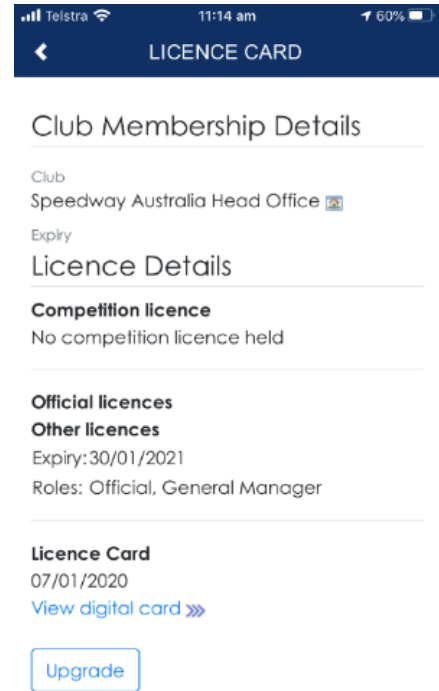 Telstra 11:14 am 60%
LICENCE CARD
Club Membership Details
Club
Speedway Australia Head Office
Expiry
Licence Details
Competition licence
No competition licence held
Official licences
Other licences
Expiry:30/01/2021
Roles: Official, General Manager
Licence Card
07/01/2020
View digital card
Upgrade